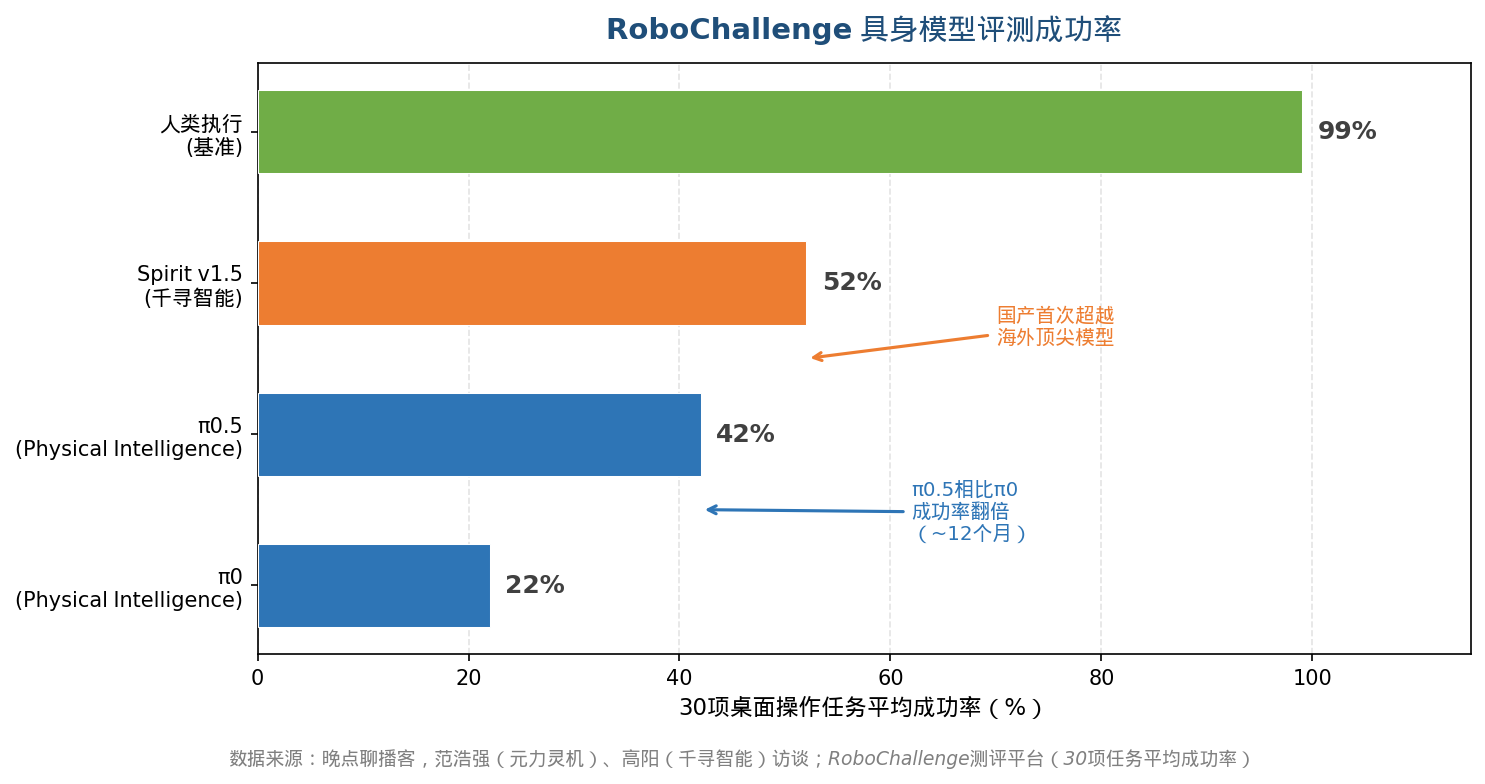 RoboChallenge 具身模型评测成功率
人类执行
(基准)
99%
Spirit v1.5
(千寻智能)
52%
国产首次超越
海外顶尖模型
π0.5
(Physical Intelligence)
42%
π0.5相比π0
成功率翻倍
（~12个月）
π0
(Physical Intelligence)
22%
0 20 40 60 80 100
30项桌面操作任务平均成功率（%）
数据来源：晚点聊播客，范浩强（元力灵机）、高阳（千寻智能）访谈；RoboChallenge测评平台（30项任务平均成功率）